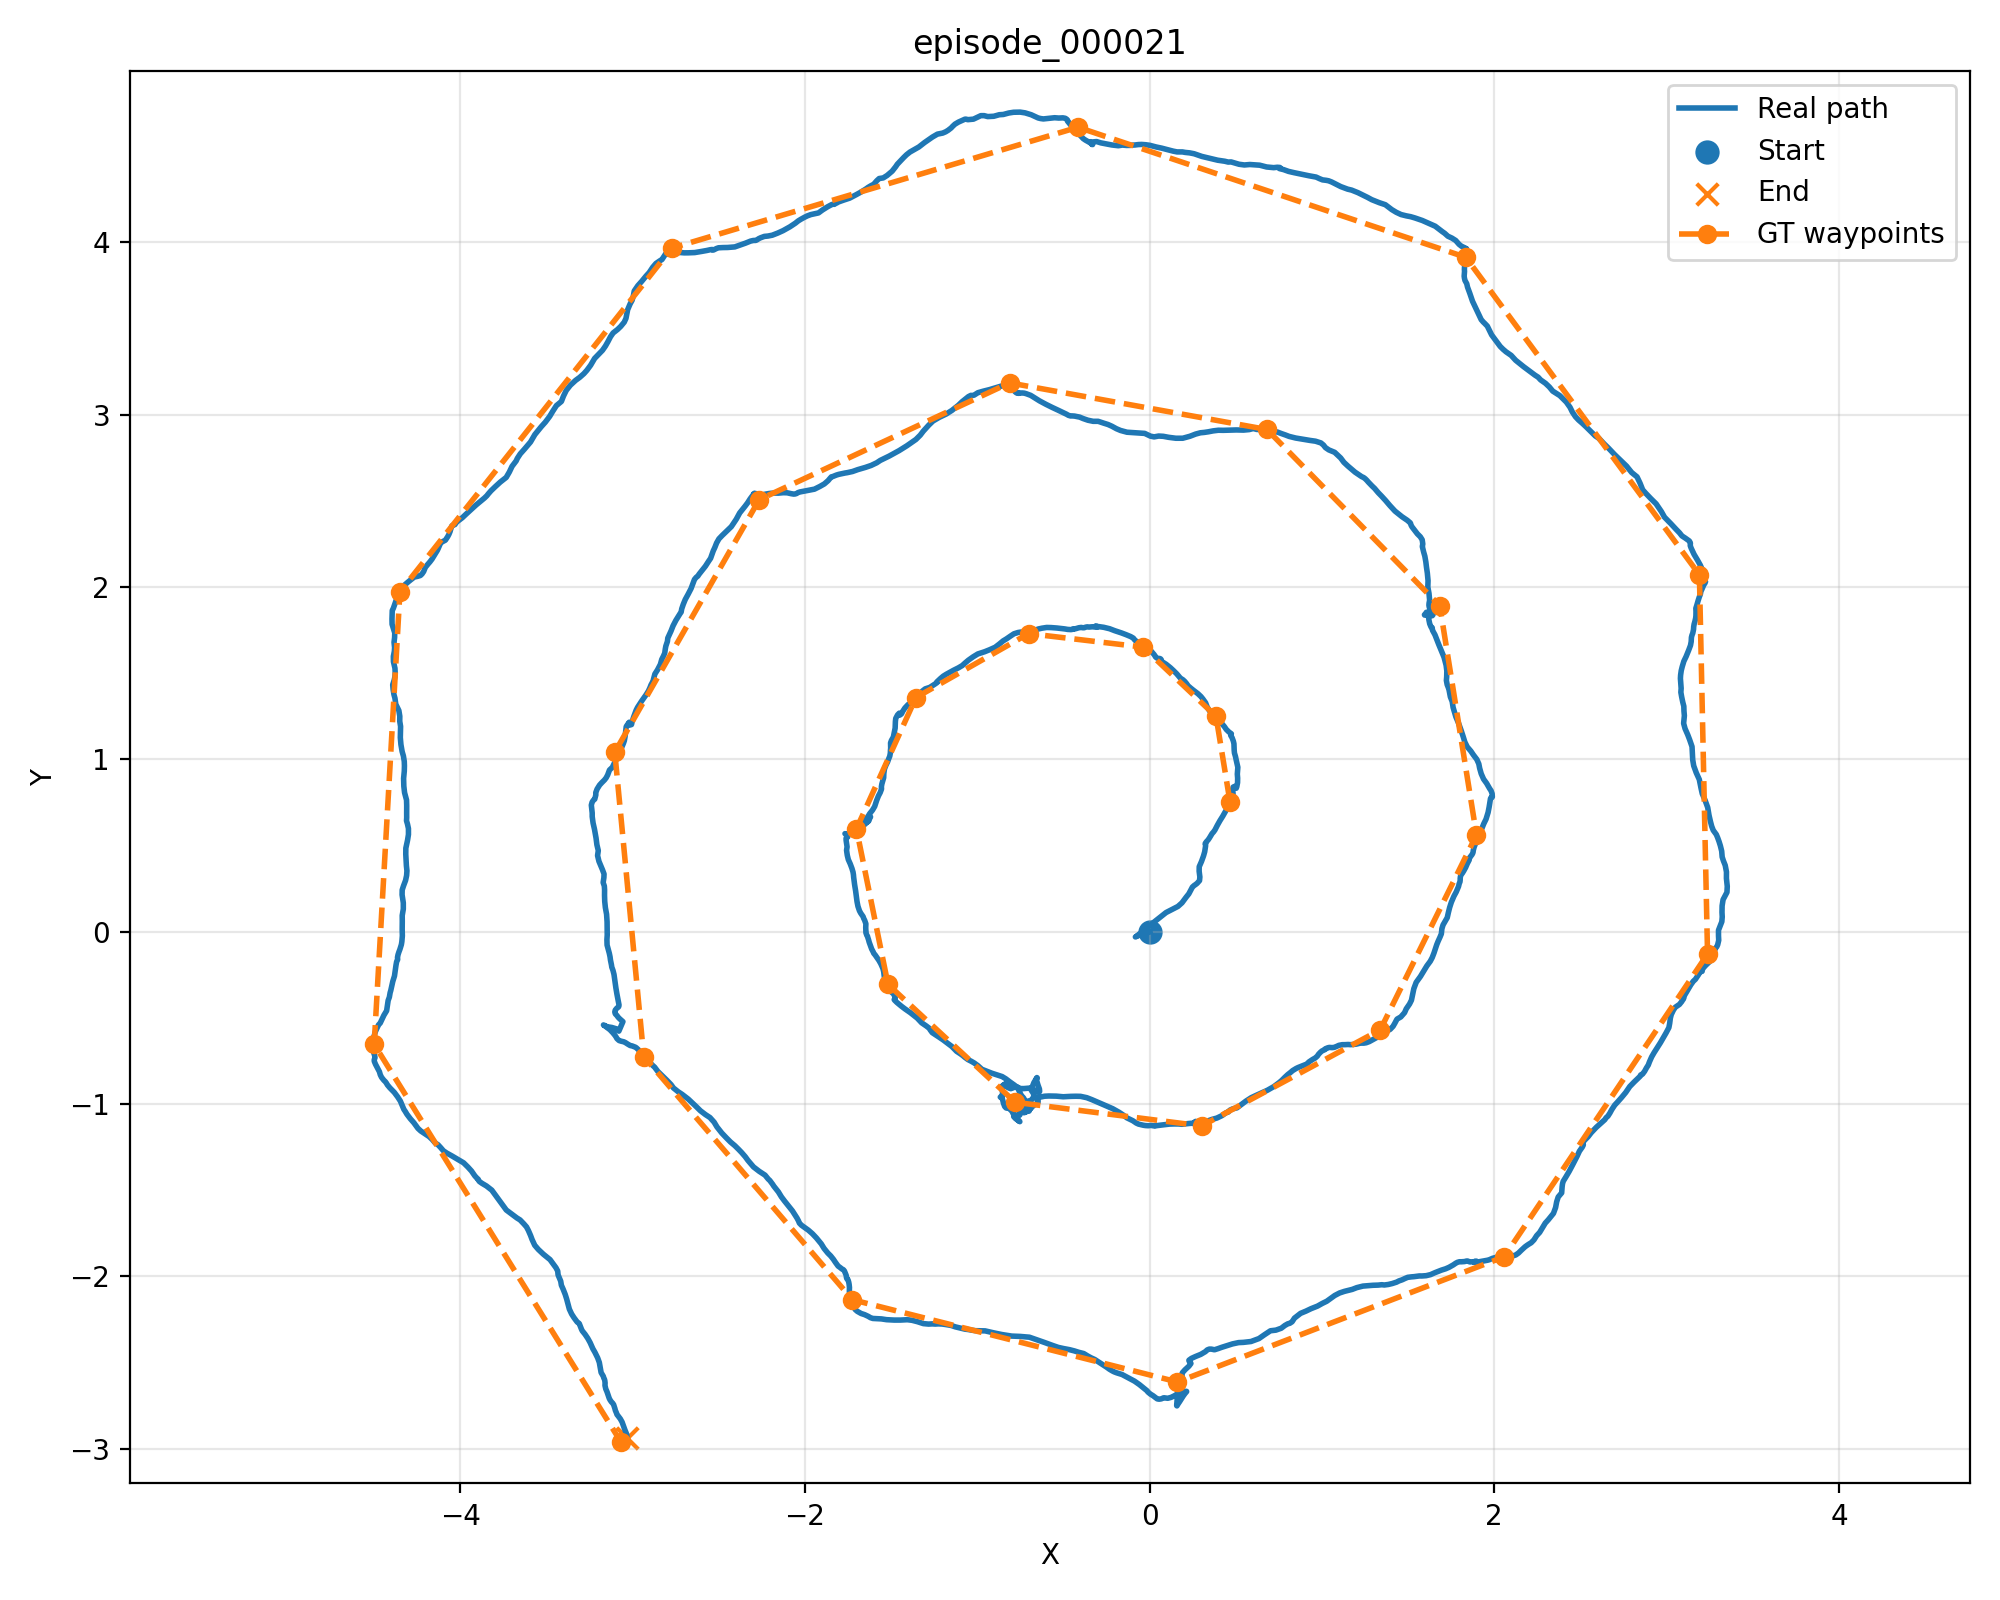 episode_000021
Real path
Start
End
GT waypoints
4
3
2
1
0
−1
−2
−3
Y
−4
−2
0
2
4
X